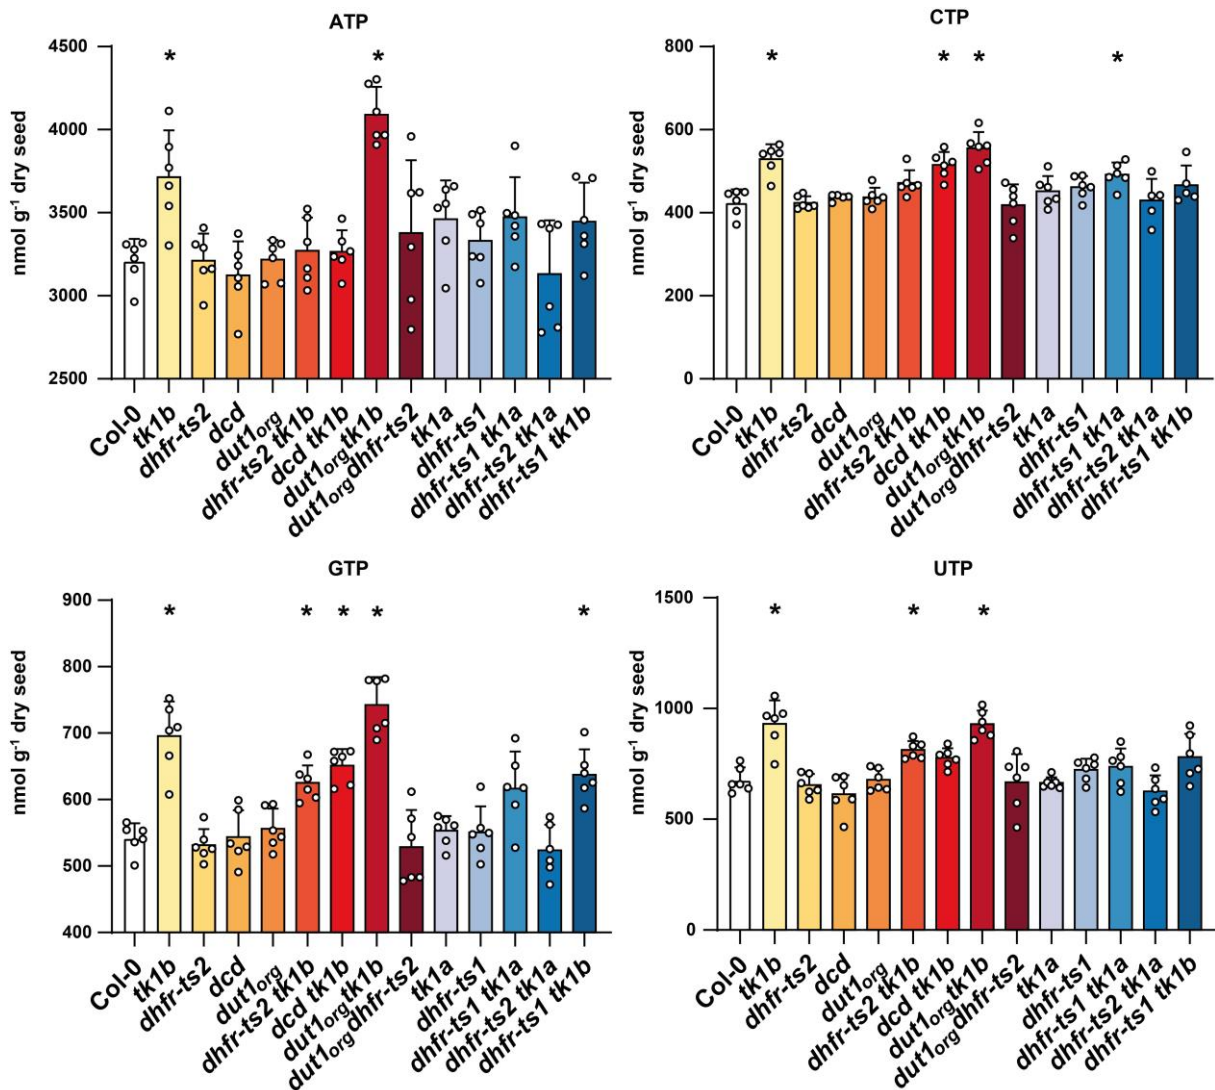 ATP
nmol g⁻¹ dry seed
4500
4000
3500
3000
2500
* *
Col-0
tk1b
dhfr-ts2
dcd
dut1org
dhfr-ts2 tk1b
dcd tk1b
dut1org tk1b
dut1org dhfr-ts2
tk1a
dhfr-ts1
dhfr-ts1 tk1a
dhfr-ts2 tk1a
dhfr-ts1 tk1b
CTP
nmol g⁻¹ dry seed
800
600
400
200
0
* * * *
Col-0
tk1b
dhfr-ts2
dcd
dut1org
dhfr-ts2 tk1b
dcd tk1b
dut1org tk1b
dut1org dhfr-ts2
tk1a
dhfr-ts1
dhfr-ts1 tk1a
dhfr-ts2 tk1a
dhfr-ts1 tk1b
GTP
nmol g⁻¹ dry seed
900
800
700
600
500
400
* * * * *
Col-0
tk1b
dhfr-ts2
dcd
dut1org
dhfr-ts2 tk1b
dcd tk1b
dut1org tk1b
dut1org dhfr-ts2
tk1a
dhfr-ts1
dhfr-ts1 tk1a
dhfr-ts2 tk1a
dhfr-ts1 tk1b
UTP
nmol g⁻¹ dry seed
1500
1000
500
0
* * *
Col-0
tk1b
dhfr-ts2
dcd
dut1org
dhfr-ts2 tk1b
dcd tk1b
dut1org tk1b
dut1org dhfr-ts2
tk1a
dhfr-ts1
dhfr-ts1 tk1a
dhfr-ts2 tk1a
dhfr-ts1 tk1b